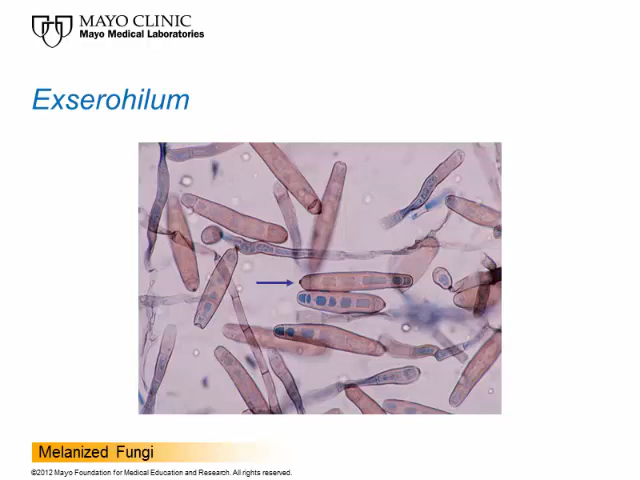 MAYO CLINIC
Mayo Medical Laboratories
Exserohilum
Melanized Fungi
©2012 Mayo Foundation for Medical Education and Research. All rights reserved.